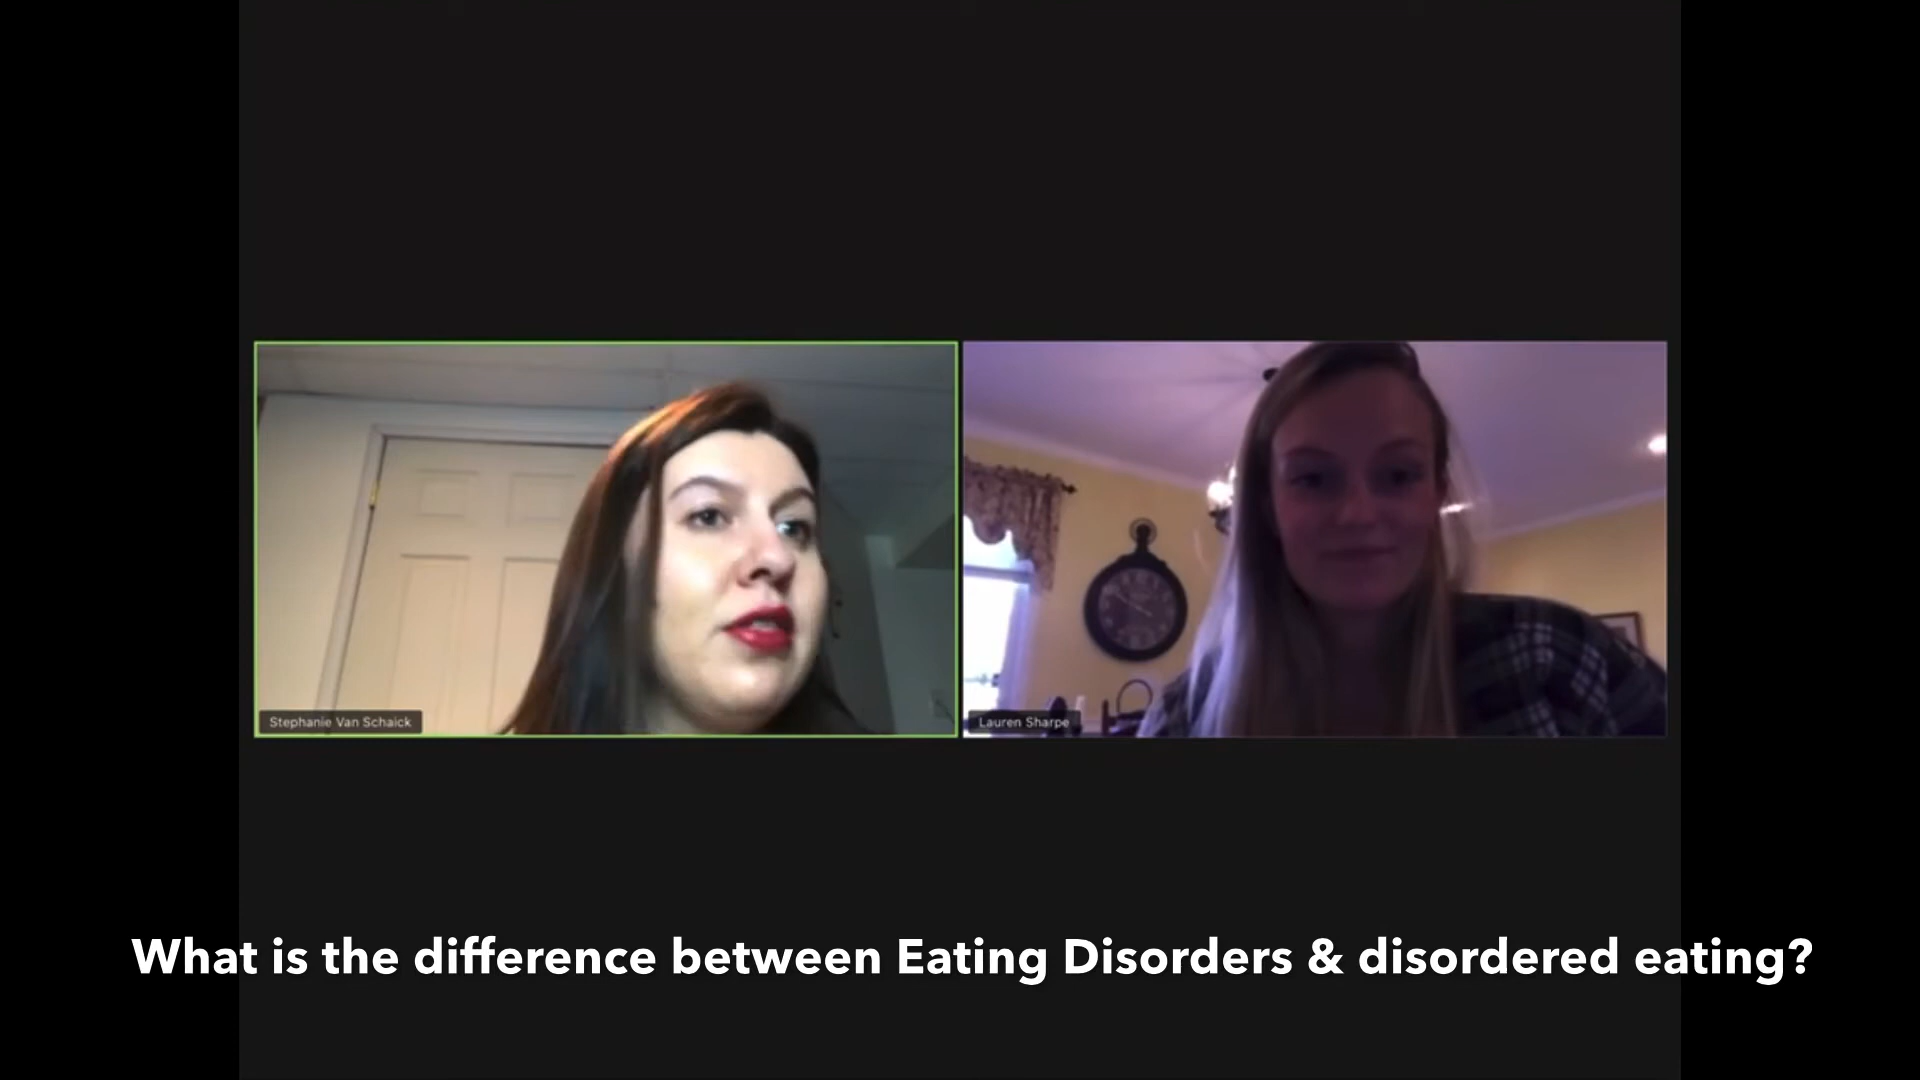 Stephanie Van Schaick
Lauren Sharpe
What is the difference between Eating Disorders & disordered eating?